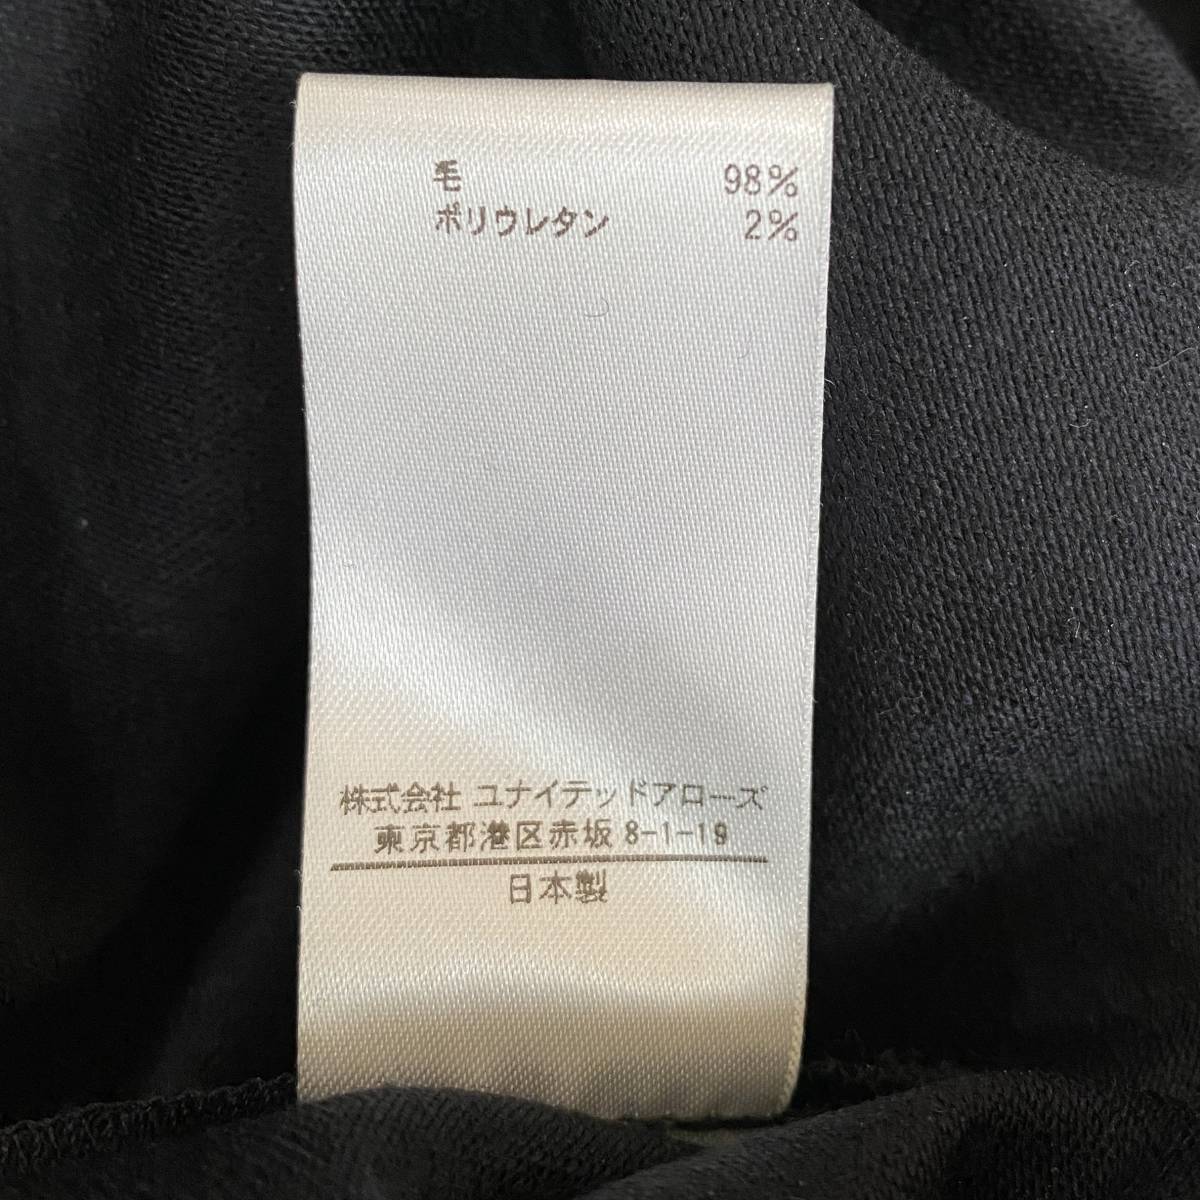 毛 98%
ポリウレタン 2%
株式会社 ユナイテッドアローズ
東京都港区赤坂 8-1-19
日本製